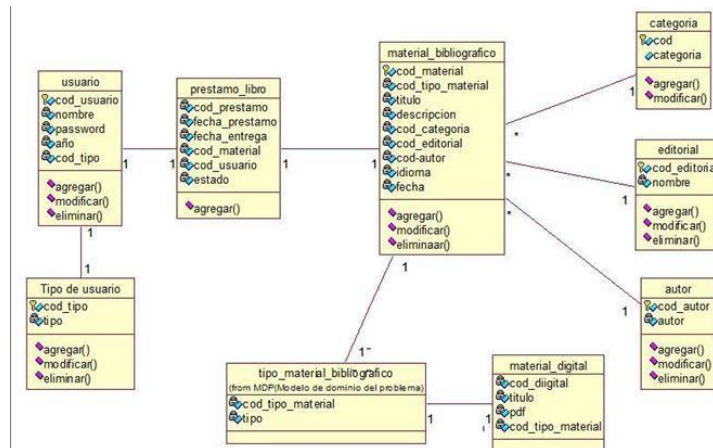 usuario
cod_usuario
nombre
password
año
cod_tipo
agregar()
modificar()
eliminar()
prestamo_libro
cod_prestamo
fecha_prestamo
fecha_entrega
cod_material
cod_usuario
estado
agregar()
material_bibliografico
cod_material
cod_tipo_material
titulo
descripcion
cod_categoria
cod_editorial
cod-autor
idioma
fecha
agregar()
modificar()
eliminaar()
categoria
cod
categoria
agregar()
modificar()
editorial
cod_editoria
nombre
agregar()
modificar()
eliminar()
autor
cod_autor
autor
agregar()
modificar()
eliminar()
Tipo de usuario
cod_tipo
tipo
agregar()
modificar()
eliminar()
tipo_material_bibliografico
(from MDP(Modelo de dominio del problema)
cod_tipo_material
tipo
material_digital
cod_diigital
titulo
pdf
cod_tipo_material
1
1
1
1
1
1
1
1
1
1
*
*
*
1
1
1
1